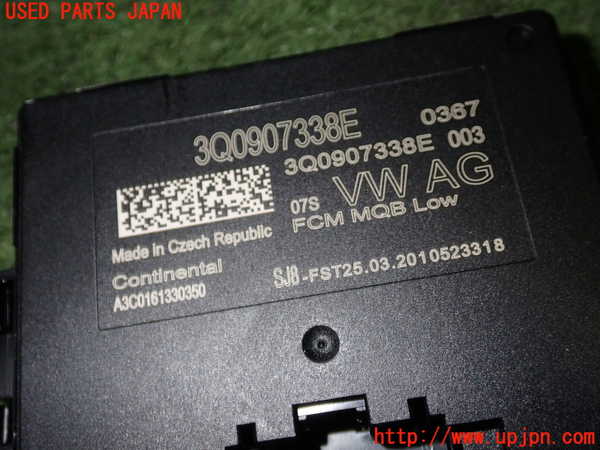 USED PARTS JAPAN
3Q0907338E
0367
3Q0907338E 003
07S VW AG
FCM MQB Low
Made in Czech Republic
Continental
A3C0161330350
SJ8-FST25.03.2010523318
http://www.upjpn.com/